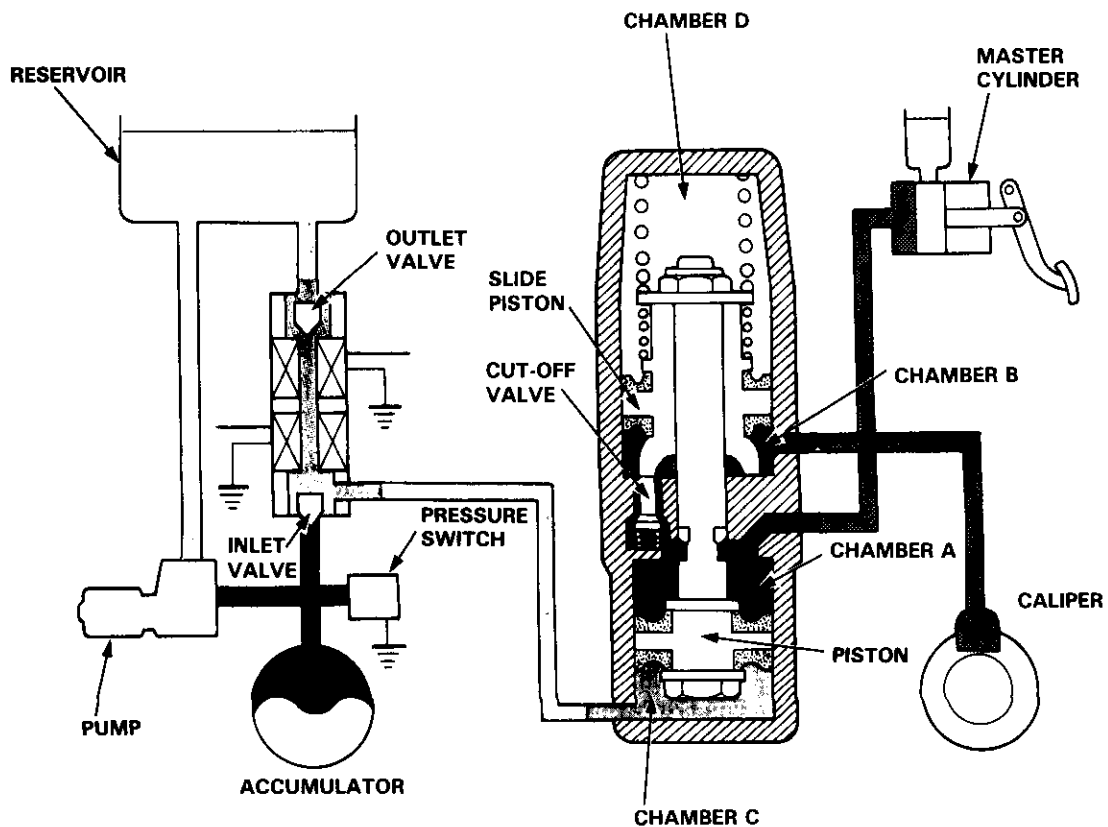 CHAMBER D
RESERVOIR
MASTER
CYLINDER
OUTLET
VALVE
SLIDE
PISTON
CUT-OFF
VALVE
CHAMBER B
PRESSURE
SWITCH
INLET
VALVE
CHAMBER A
CALIPER
PISTON
PUMP
ACCUMULATOR
CHAMBER C